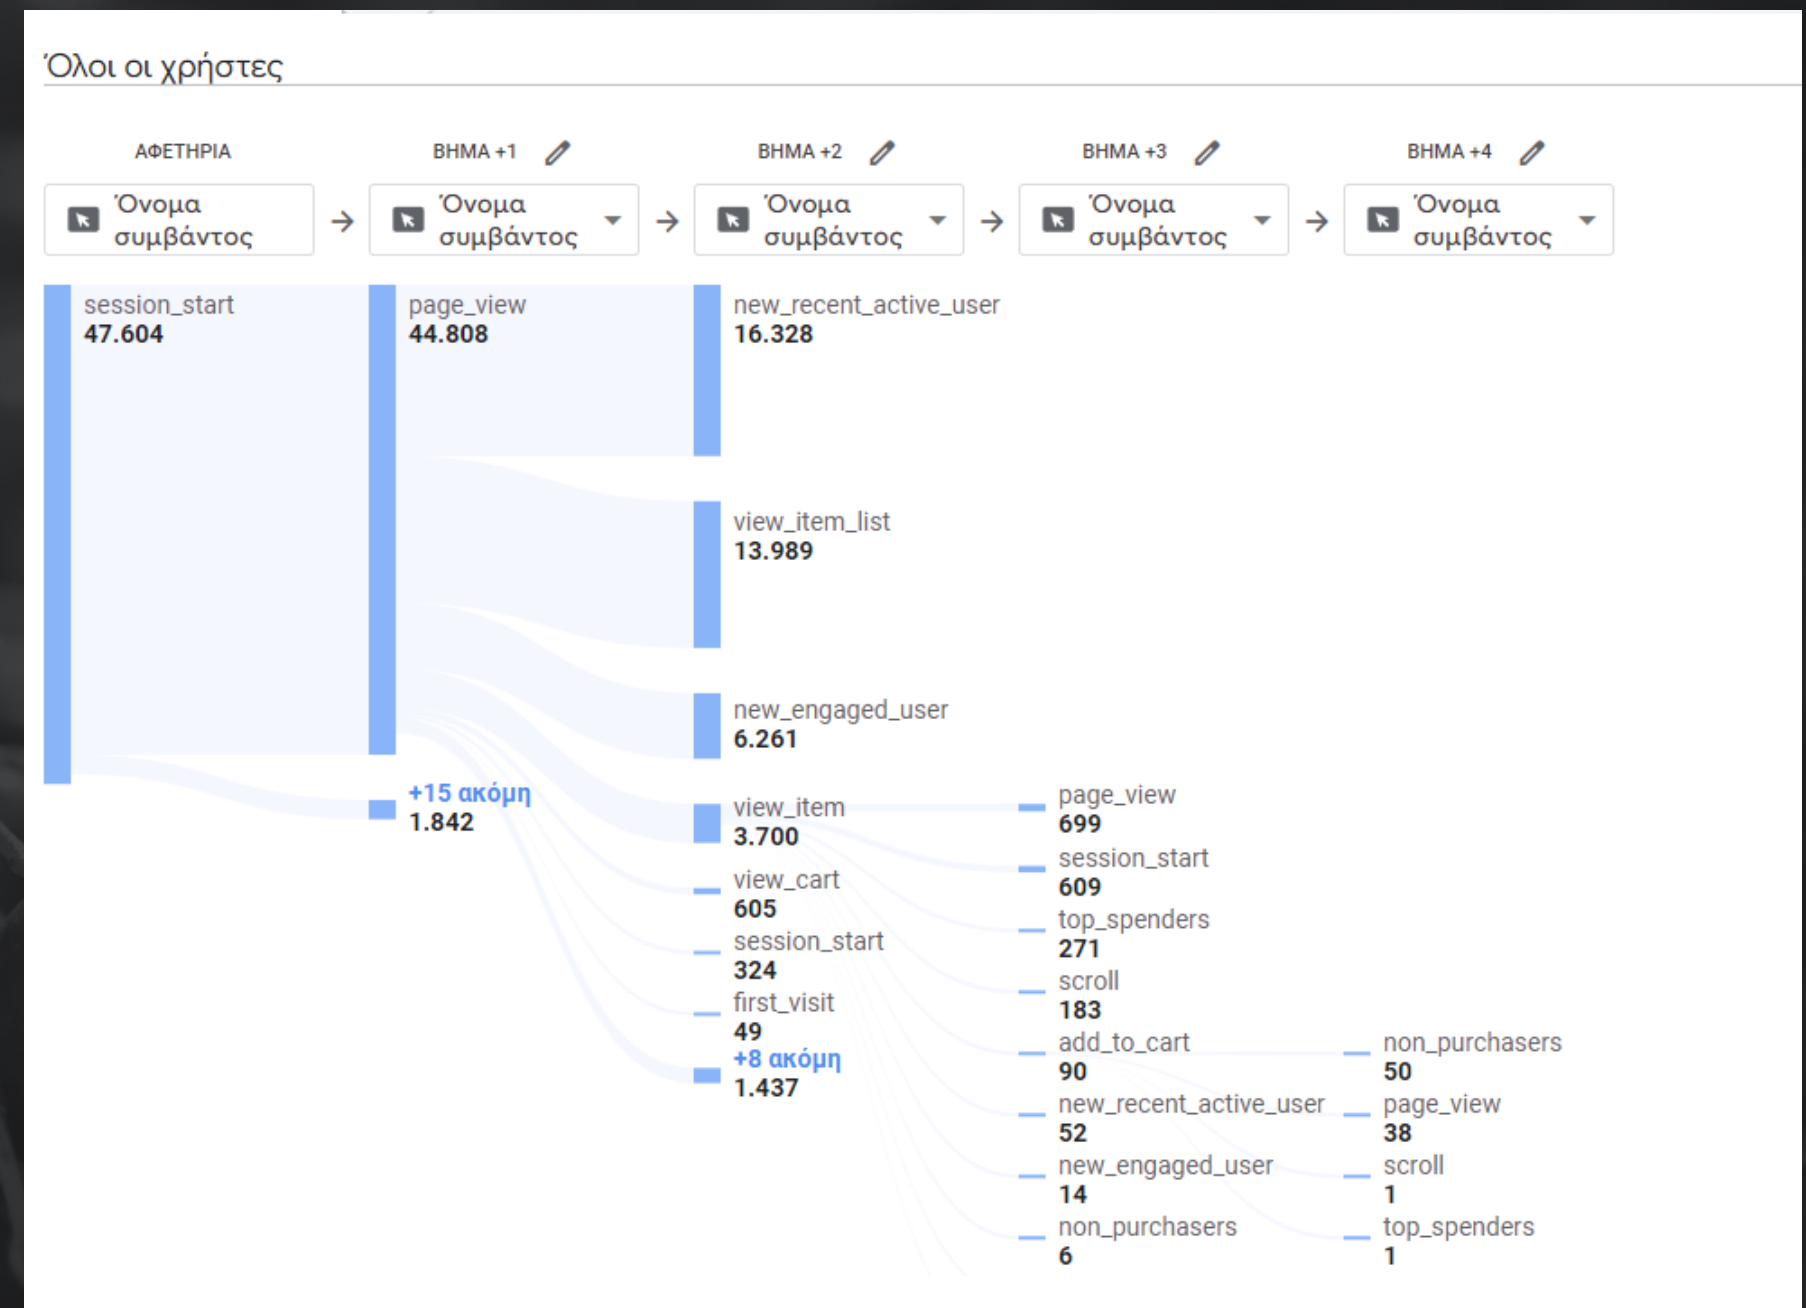 Όλοι οι χρήστες
ΑΦΕΤΗΡΙΑ
ΒΗΜΑ +1
ΒΗΜΑ +2
ΒΗΜΑ +3
ΒΗΜΑ +4
Όνομα
συμβάντος
Όνομα
συμβάντος
Όνομα
συμβάντος
Όνομα
συμβάντος
Όνομα
συμβάντος
session_start
47.604
page_view
44.808
+15 ακόμη
1.842
new_recent_active_user
16.328
view_item_list
13.989
new_engaged_user
6.261
view_item
3.700
view_cart
605
session_start
324
first_visit
49
+8 ακόμη
1.437
page_view
699
session_start
609
top_spenders
271
scroll
183
add_to_cart
90
new_recent_active_user
52
new_engaged_user
14
non_purchasers
6
non_purchasers
50
page_view
38
scroll
1
top_spenders
1